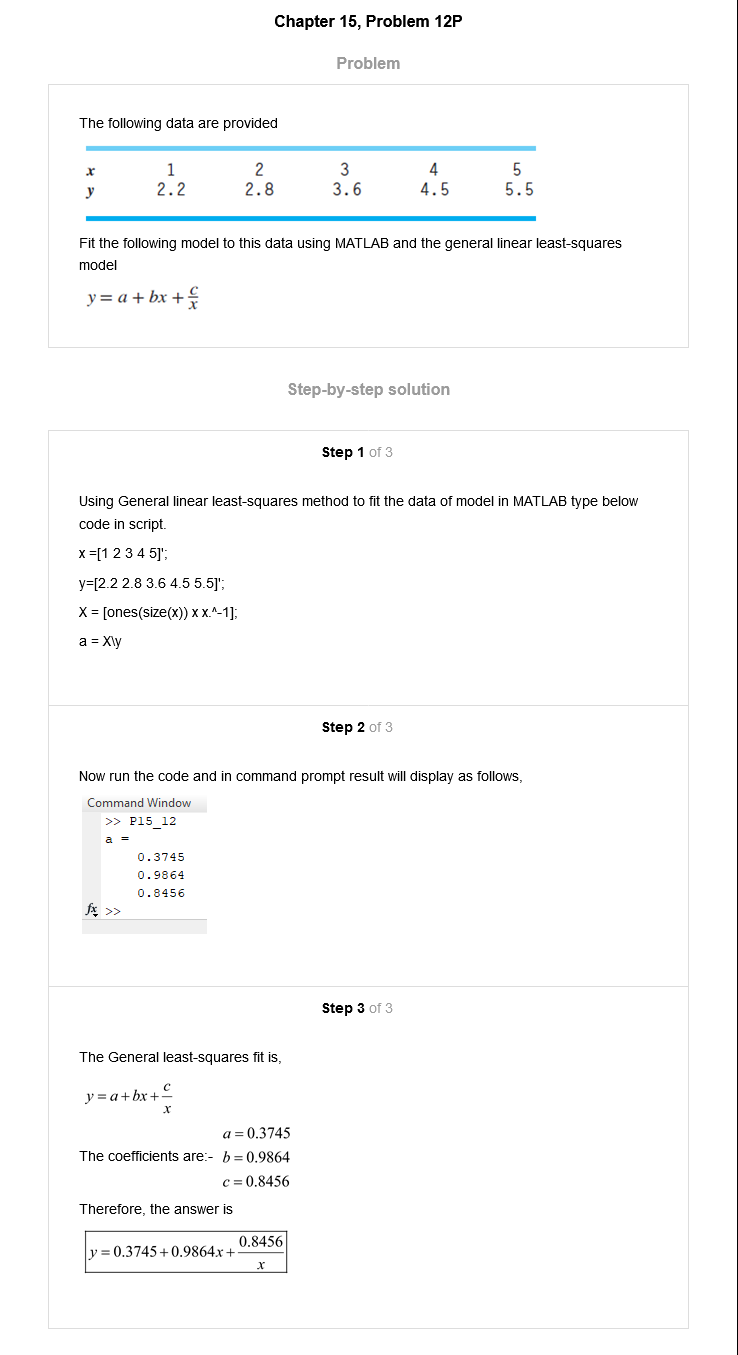 Chapter 15, Problem 12P
Problem
The following data are provided
x 1 2 3 4 5
y 2.2 2.8 3.6 4.5 5.5
Fit the following model to this data using MATLAB and the general linear least-squares
model
y = a + bx + c/x
Step-by-step solution
Step 1 of 3
Using General linear least-squares method to fit the data of model in MATLAB type below
code in script.
x =[1 2 3 4 5]';
y=[2.2 2.8 3.6 4.5 5.5]';
X = [ones(size(x)) x x.^-1];
a = X\y
Step 2 of 3
Now run the code and in command prompt result will display as follows,
Command Window
>> P15_12
a =
0.3745
0.9864
0.8456
fx >>
Step 3 of 3
The General least-squares fit is,
y = a + bx + c/x
a = 0.3745
The coefficients are:- b = 0.9864
c = 0.8456
Therefore, the answer is
y = 0.3745 + 0.9864x + 0.8456/x